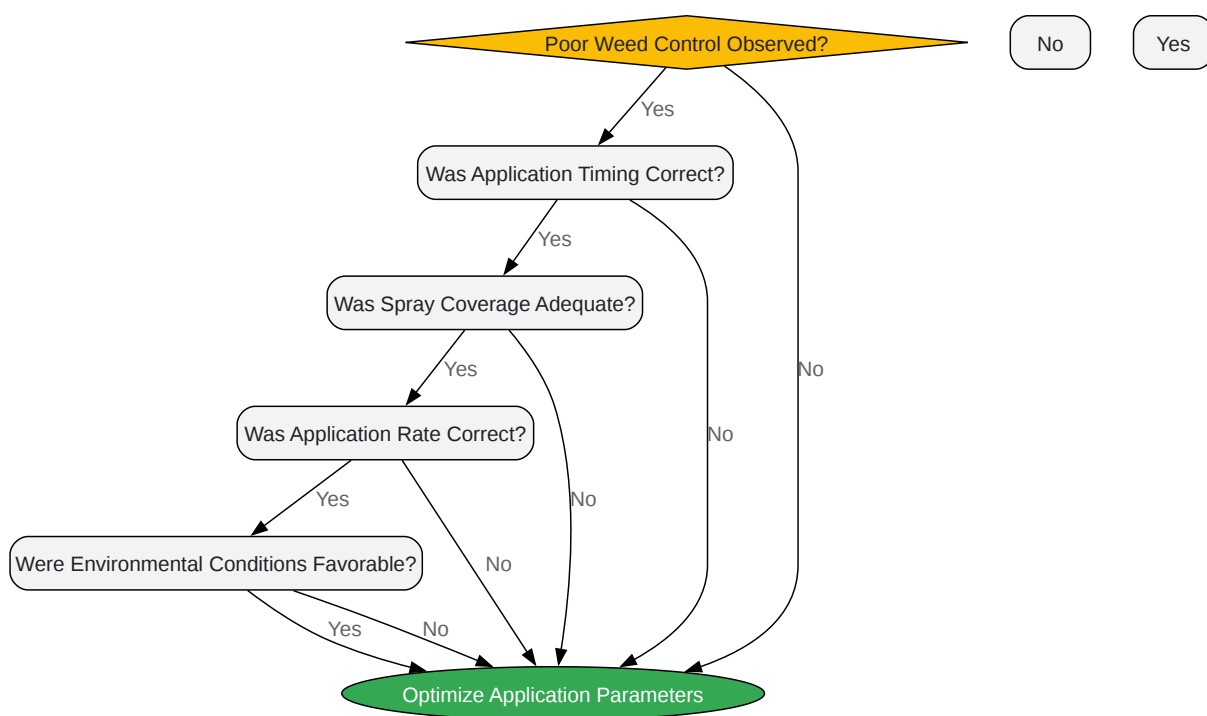 Poor Weed Control Observed?
No
Yes
Yes
Was Application Timing Correct?
Yes
Was Spray Coverage Adequate?
Yes
No
Was Application Rate Correct?
No
Yes
No
Were Environmental Conditions Favorable?
No
Yes
No
Optimize Application Parameters